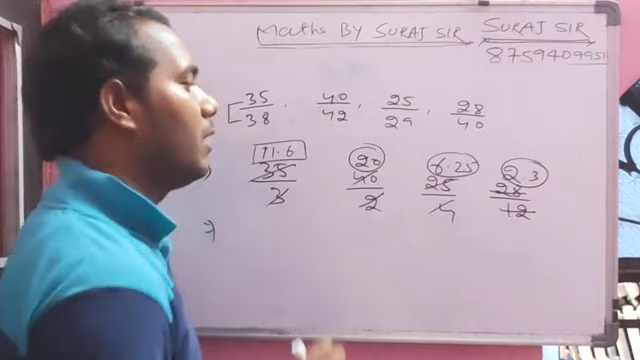 Maths By SURAJ SIR SURAJ SIR
8759409951
[35/38, 40/42, 25/29, 28/40
) 11.6 20 6.25 2.3
35/3 40/2 25/4 28/12